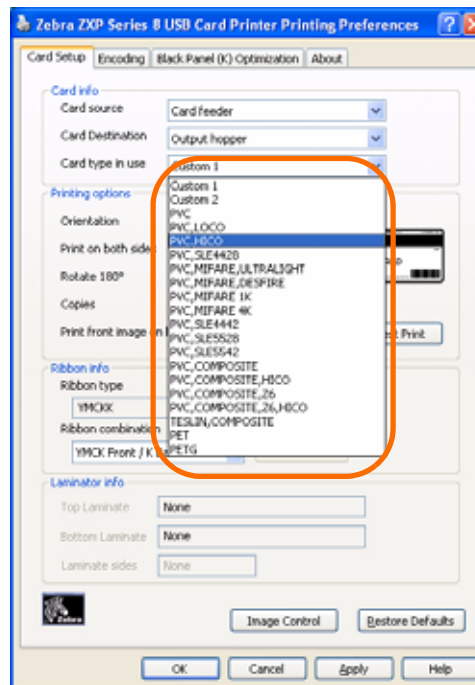 Zebra ZXP Series 8 USB Card Printer Printing Preferences
Card Setup Encoding Black Panel (K) Optimization About
Card info
Card source Card feeder
Card Destination Output hopper
Card type in use Custom 1
Custom 1
Custom 2
PVC
PVC,LOCO
PVC,HICO
PVC,SLE4428
PVC,MIFARE,ULTRALIGHT
PVC,MIFARE,DESFIRE
PVC,MIFARE 1K
PVC,MIFARE 4K
PVC,SLE4442
PVC,SLE5528
PVC,SLE5542
PVC,COMPOSITE
PVC,COMPOSITE,HICO
PVC,COMPOSITE,Z6
PVC,COMPOSITE,Z6,HICO
TESLIN,COMPOSITE
PET
PETG
Printing options
Orientation
Print on both sides
Rotate 180°
Copies
Print front image on
Print
Ribbon info
Ribbon type
YMCKK
Ribbon combination
YMCK Front / K
Laminator info
Top Laminate None
Bottom Laminate None
Laminate sides None
Zebra
Image Control Restore Defaults
OK Cancel Apply Help